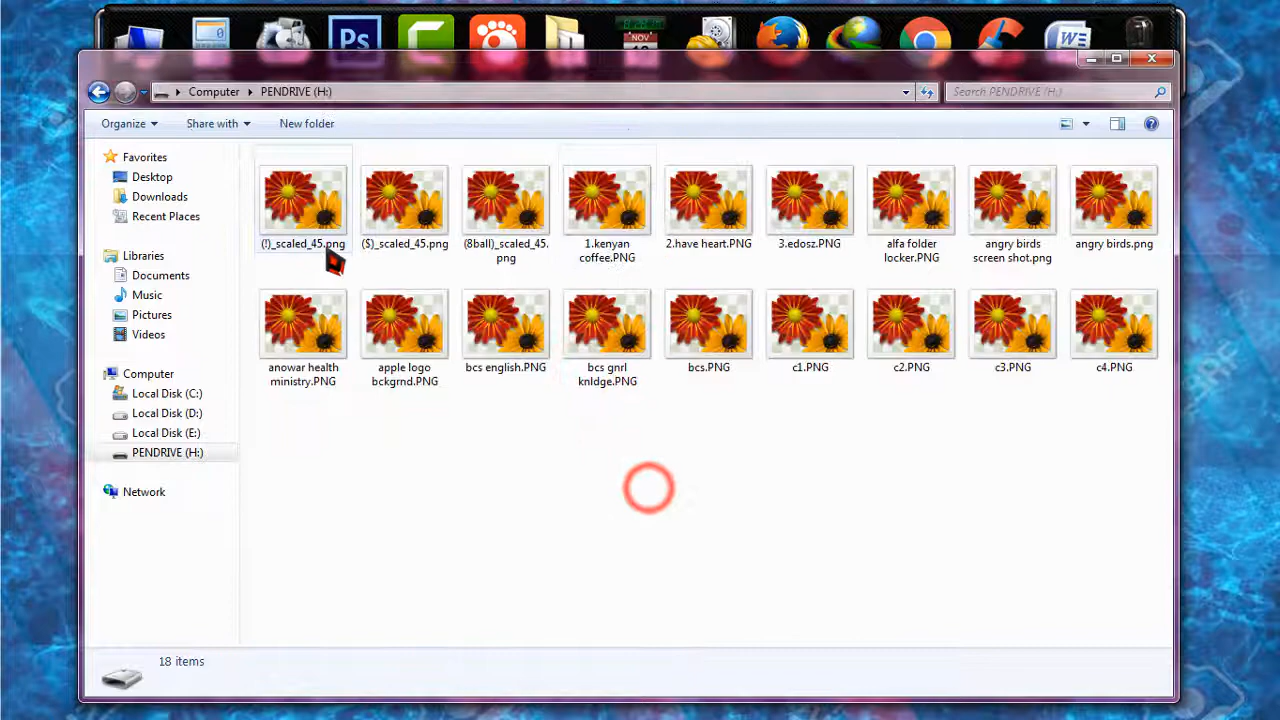 Ps
NOV
W
Computer
PENDRIVE (H:)
Search PENDRIVE (H:)
Organize
Share with
New folder
Favorites
Desktop
Downloads
Recent Places
Libraries
Documents
Music
Pictures
Videos
Computer
Local Disk (C:)
Local Disk (D:)
Local Disk (E:)
PENDRIVE (H:)
Network
(!)_scaled_45.png
($)_scaled_45.png
(8ball)_scaled_45.
png
1.kenyan
coffee.PNG
2.have heart.PNG
3.edosz.PNG
alfa folder
locker.PNG
angry birds
screen shot.png
angry birds.png
anowar health
ministry.PNG
apple logo
bckgrnd.PNG
bcs english.PNG
bcs gnrl
knldge.PNG
bcs.PNG
c1.PNG
c2.PNG
c3.PNG
c4.PNG
18 items